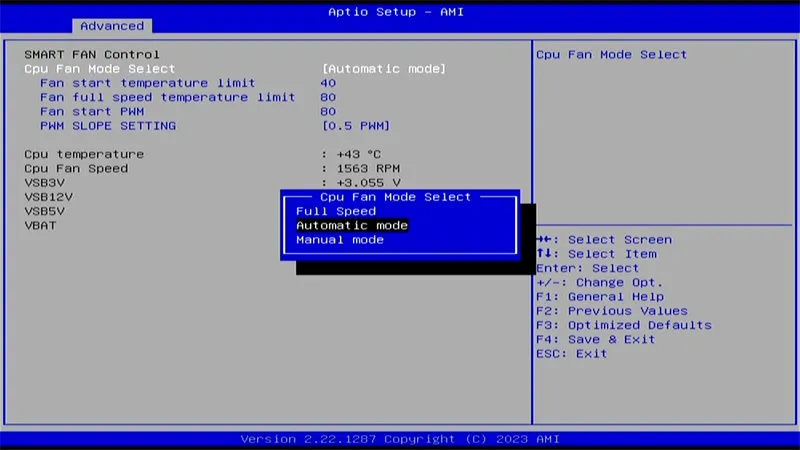 Aptio Setup - AMI
Advanced
SMART FAN Control
Cpu Fan Mode Select [Automatic mode]
Fan start temperature limit 40
Fan full speed temperature limit 80
Fan start PWM 80
PWM SLOPE SETTING [0.5 PWM]
Cpu temperature : +43 °C
Cpu Fan Speed : 1563 RPM
VSB3V : +3.055 V
VSB12V
VSB5V
VBAT
Cpu Fan Mode Select
Full Speed
Automatic mode
Manual mode
Cpu Fan Mode Select
→←: Select Screen
↑↓: Select Item
Enter: Select
+/-: Change Opt.
F1: General Help
F2: Previous Values
F3: Optimized Defaults
F4: Save & Exit
ESC: Exit
Version 2.22.1287 Copyright (C) 2023 AMI